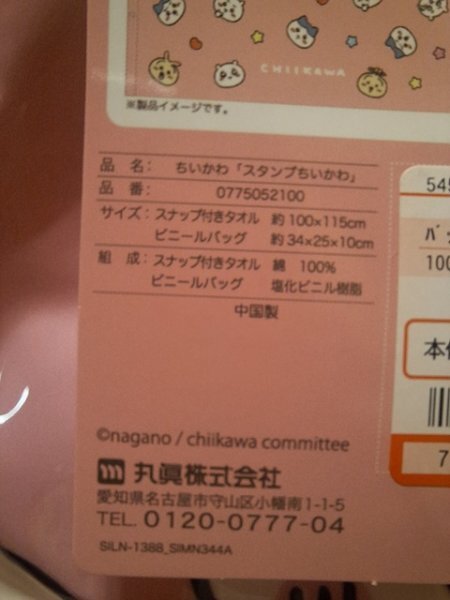 CHIIKAWA
※製品イメージです。
品 名： ちいかわ「スタンプちいかわ」
品 番： 0775052100
サイズ：スナップ付きタオル 約100×115cm
ビニールバッグ 約34×25×10cm
組 成：スナップ付きタオル 綿 100%
ビニールバッグ 塩化ビニル樹脂
中国製
©nagano / chiikawa committee
m 丸眞株式会社
愛知県名古屋市守山区小幡南1-1-5
TEL. 0120-0777-04
SILN-1388_SIMN344A
545
100
本
7